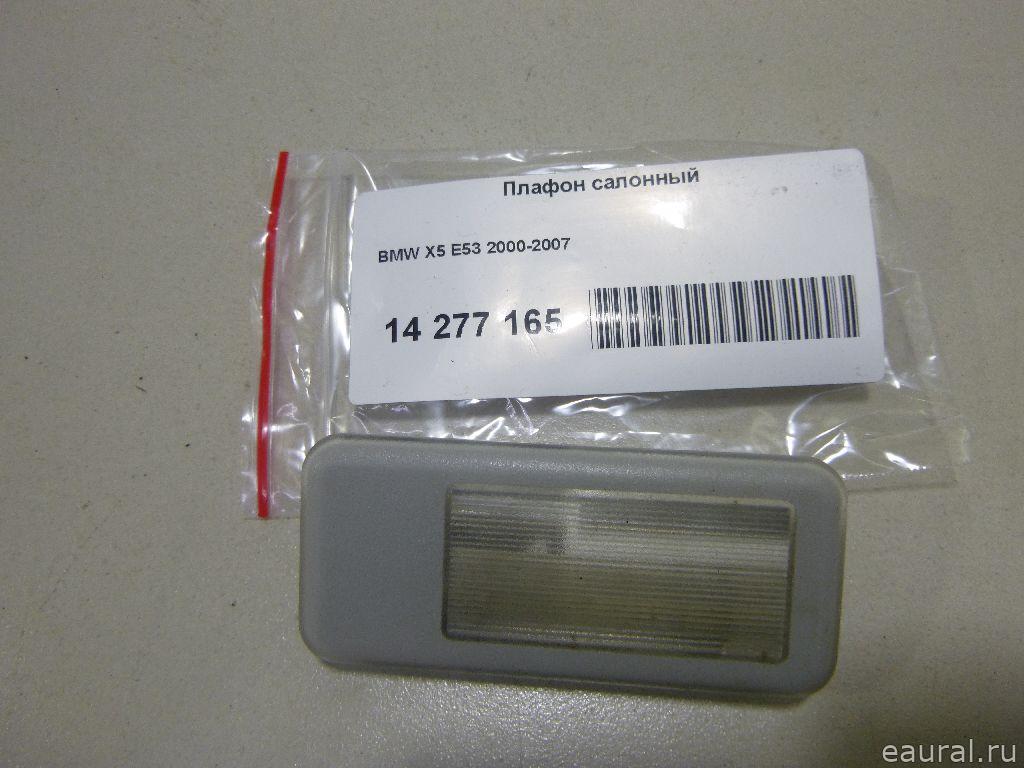 Плафон салонный
BMW X5 E53 2000-2007
14 277 165
eaural.ru